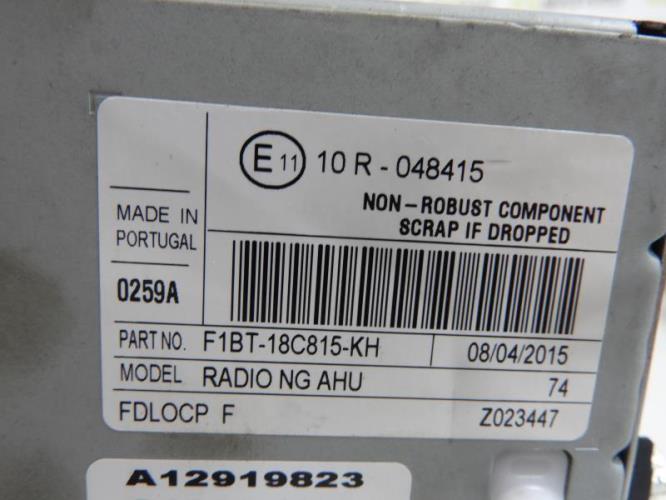 E 11 10 R - 048415
NON - ROBUST COMPONENT
SCRAP IF DROPPED
MADE IN
PORTUGAL
0259A
PART NO. F1BT-18C815-KH 08/04/2015
MODEL RADIO NG AHU 74
FDLOCP F Z023447
A12919823